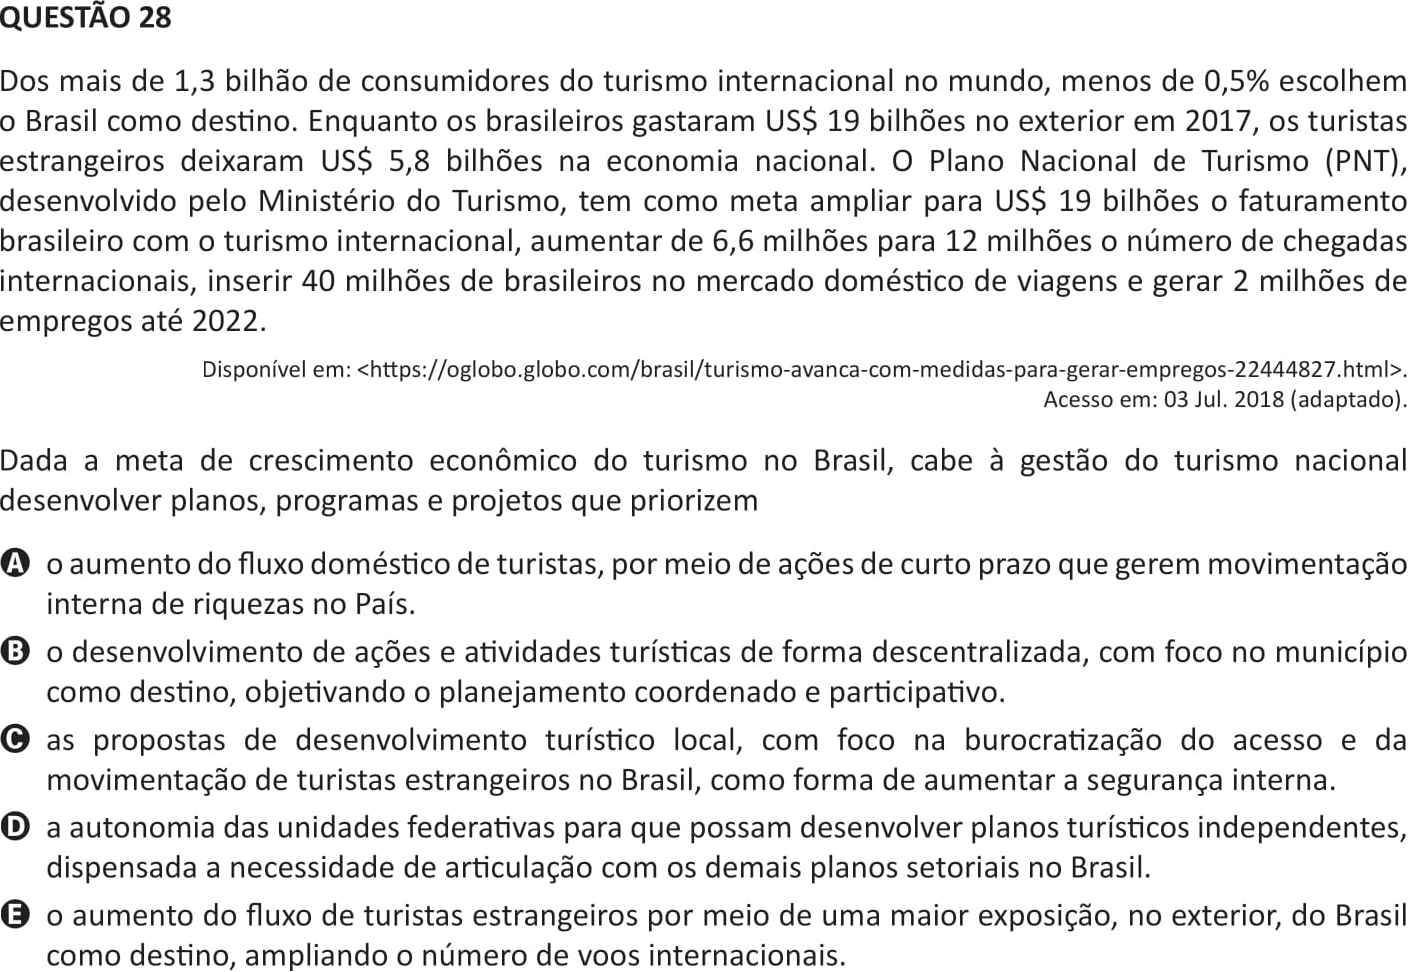 QUESTÃO 28
Dos mais de 1,3 bilhão de consumidores do turismo internacional no mundo, menos de 0,5% escolhem
o Brasil como destino. Enquanto os brasileiros gastaram US$ 19 bilhões no exterior em 2017, os turistas
estrangeiros deixaram US$ 5,8 bilhões na economia nacional. O Plano Nacional de Turismo (PNT),
desenvolvido pelo Ministério do Turismo, tem como meta ampliar para US$ 19 bilhões o faturamento
brasileiro com o turismo internacional, aumentar de 6,6 milhões para 12 milhões o número de chegadas
internacionais, inserir 40 milhões de brasileiros no mercado doméstico de viagens e gerar 2 milhões de
empregos até 2022.
Disponível em: <https://oglobo.globo.com/brasil/turismo-avanca-com-medidas-para-gerar-empregos-22444827.html>.
Acesso em: 03 Jul. 2018 (adaptado).
Dada a meta de crescimento econômico do turismo no Brasil, cabe à gestão do turismo nacional
desenvolver planos, programas e projetos que priorizem
A o aumento do fluxo doméstico de turistas, por meio de ações de curto prazo que gerem movimentação
interna de riquezas no País.
B o desenvolvimento de ações e atividades turísticas de forma descentralizada, com foco no município
como destino, objetivando o planejamento coordenado e participativo.
C as propostas de desenvolvimento turístico local, com foco na burocratização do acesso e da
movimentação de turistas estrangeiros no Brasil, como forma de aumentar a segurança interna.
D a autonomia das unidades federativas para que possam desenvolver planos turísticos independentes,
dispensada a necessidade de articulação com os demais planos setoriais no Brasil.
E o aumento do fluxo de turistas estrangeiros por meio de uma maior exposição, no exterior, do Brasil
como destino, ampliando o número de voos internacionais.